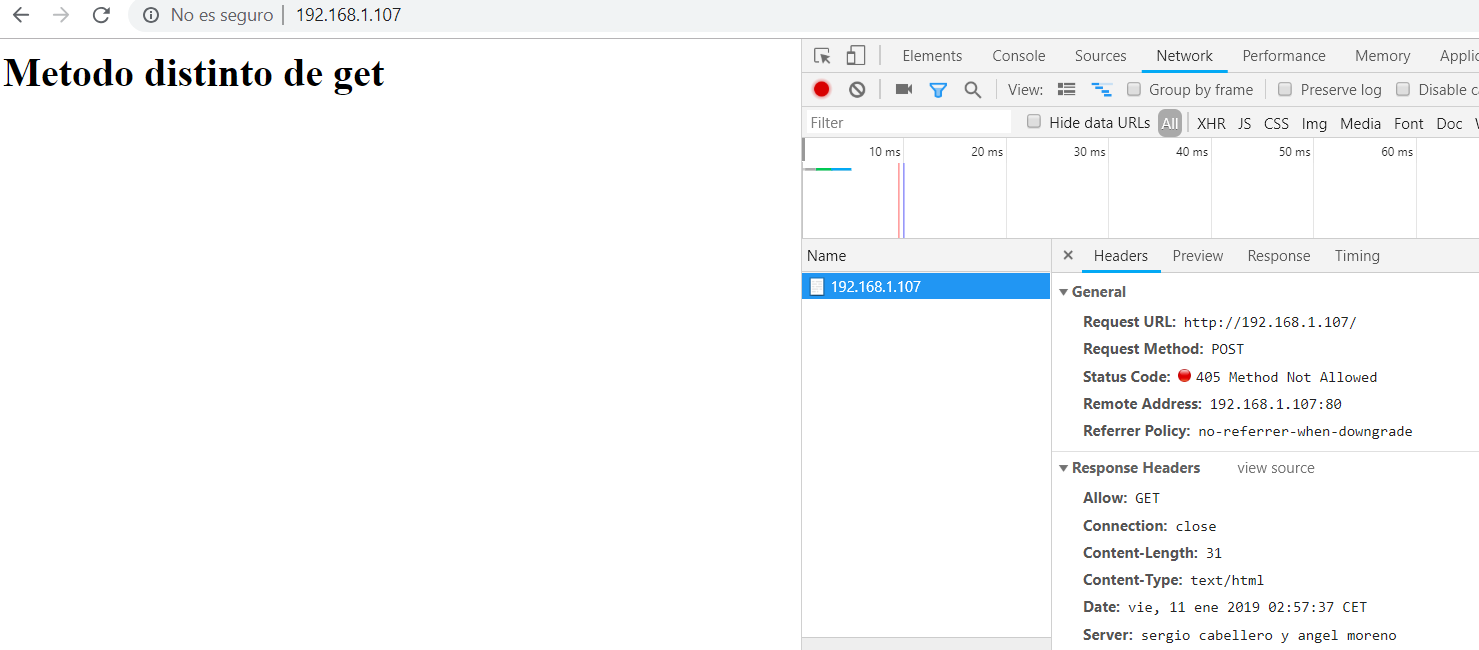 No es seguro | 192.168.1.107
Metodo distinto de get
Elements Console Sources Network Performance Memory Applic
View: Group by frame Preserve log Disable ca
Filter Hide data URLs All XHR JS CSS Img Media Font Doc W
10 ms 20 ms 30 ms 40 ms 50 ms 60 ms
Name × Headers Preview Response Timing
192.168.1.107
General
Request URL: http://192.168.1.107/
Request Method: POST
Status Code: 405 Method Not Allowed
Remote Address: 192.168.1.107:80
Referrer Policy: no-referrer-when-downgrade
Response Headers view source
Allow: GET
Connection: close
Content-Length: 31
Content-Type: text/html
Date: vie, 11 ene 2019 02:57:37 CET
Server: sergio cabellero y angel moreno